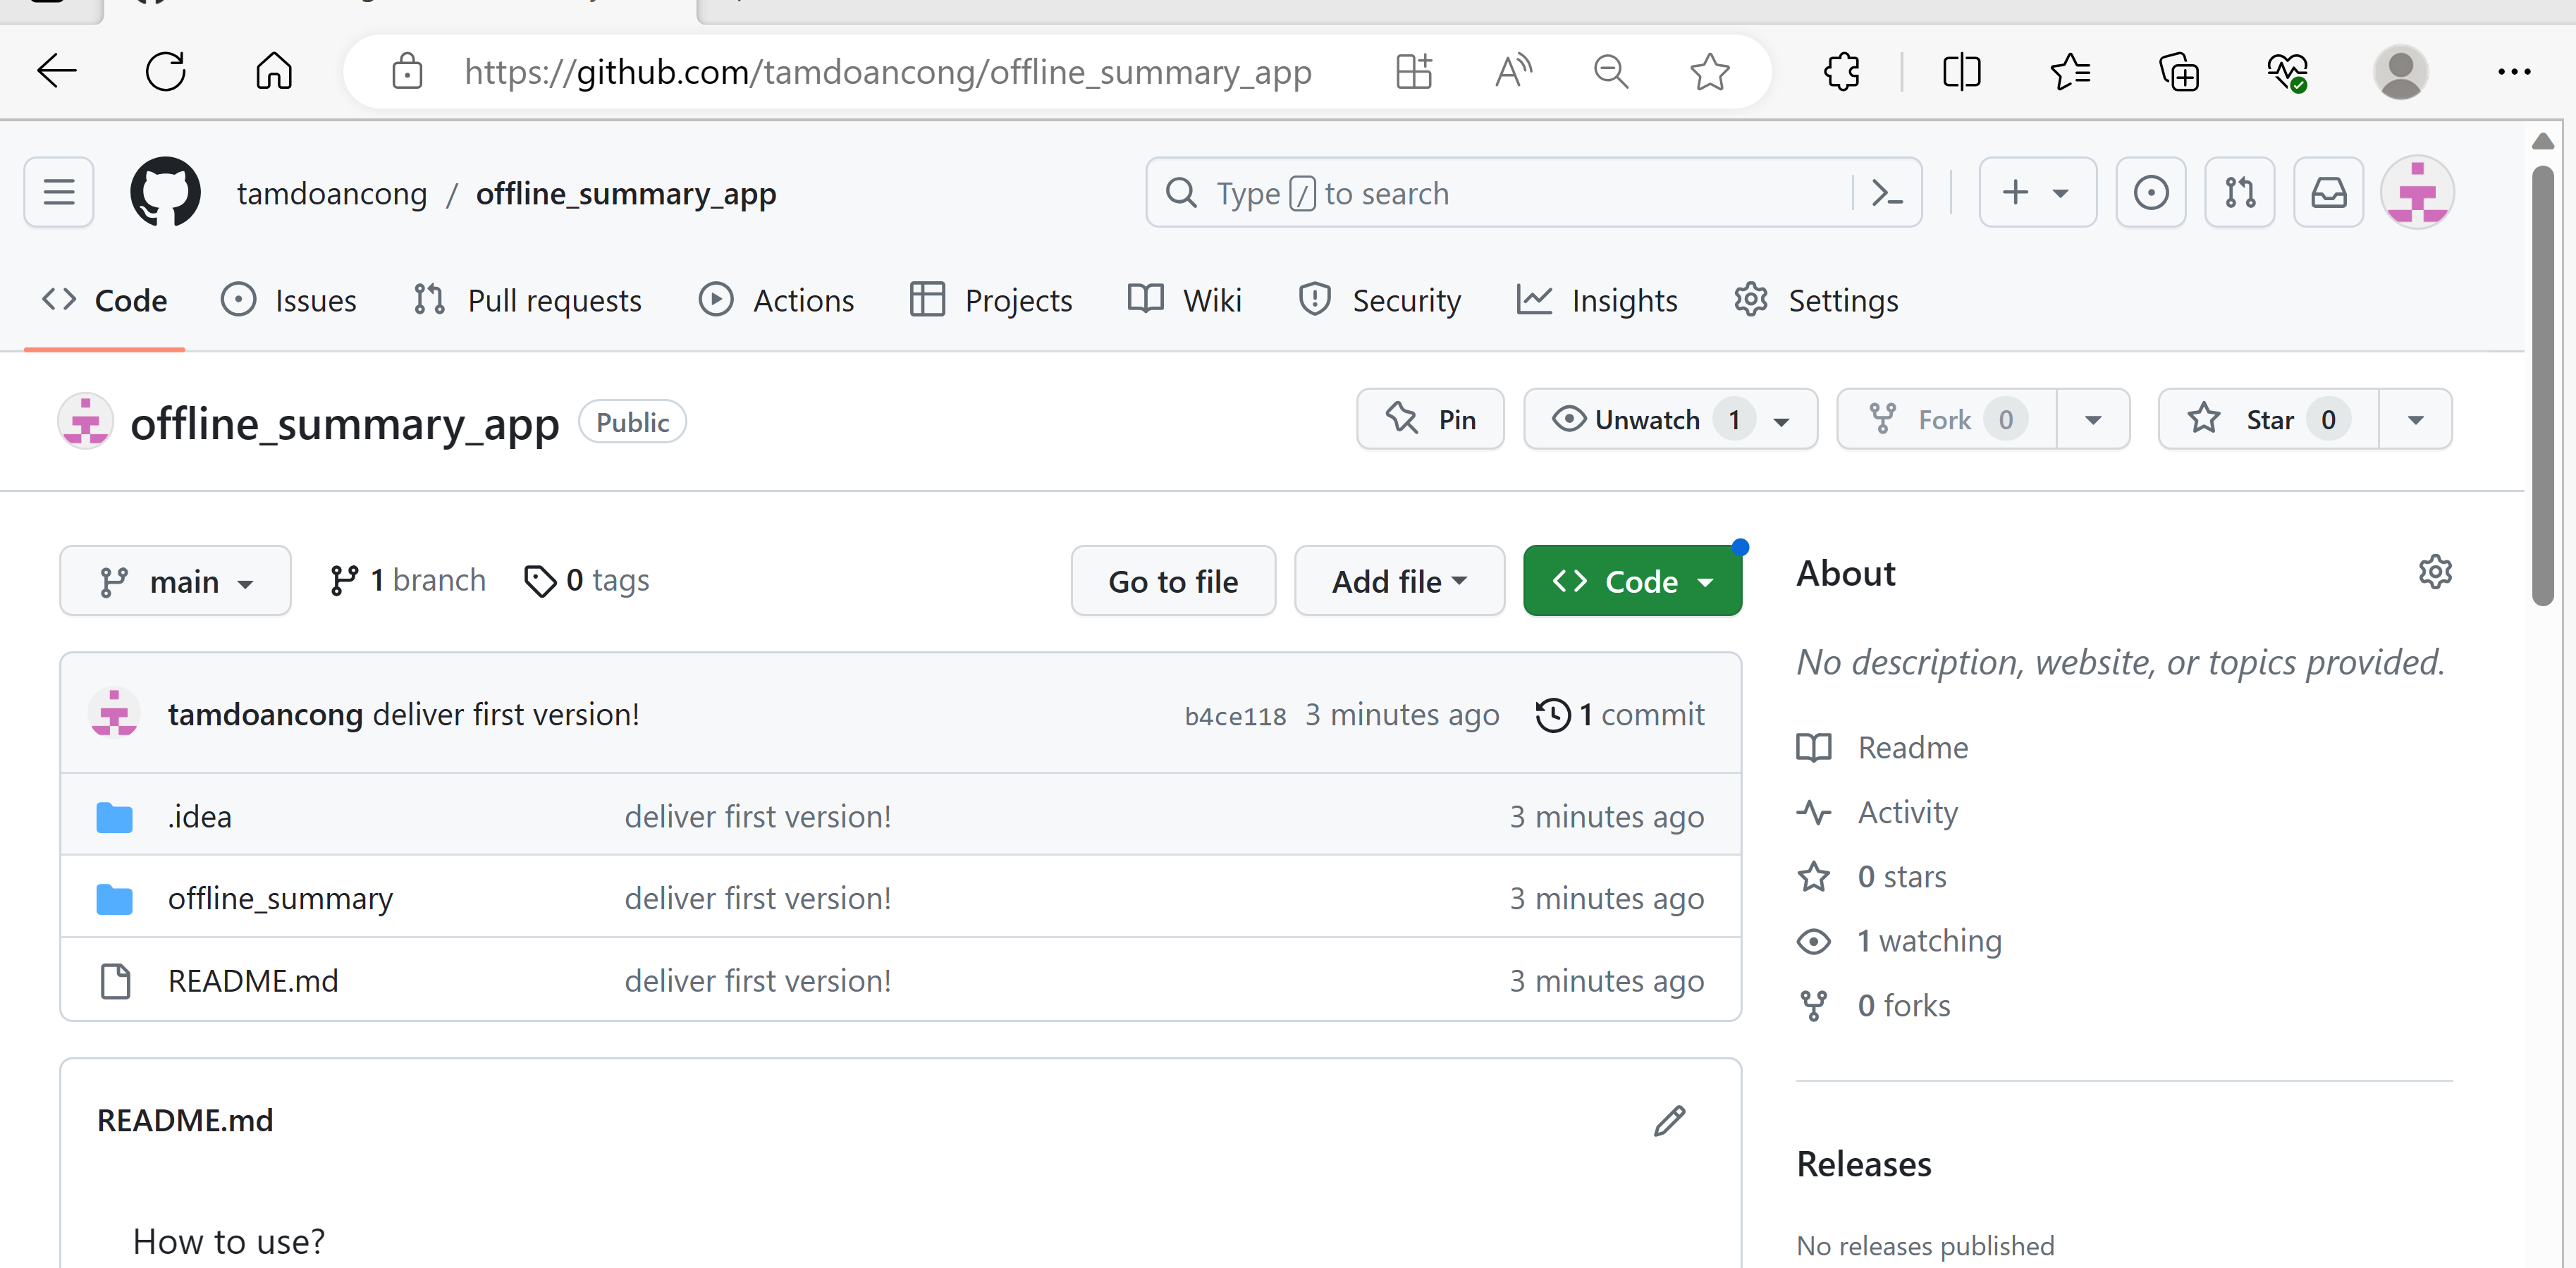 https://github.com/tamdoancong/offline_summary_app
tamdoancong / offline_summary_app
Type / to search
Code Issues Pull requests Actions Projects Wiki Security Insights Settings
offline_summary_app Public
Pin Unwatch 1 Fork 0 Star 0
main 1 branch 0 tags Go to file Add file Code
tamdoancong deliver first version! b4ce118 3 minutes ago 1 commit
.idea deliver first version! 3 minutes ago
offline_summary deliver first version! 3 minutes ago
README.md deliver first version! 3 minutes ago
README.md
How to use?
About
No description, website, or topics provided.
Readme
Activity
0 stars
1 watching
0 forks
Releases
No releases published